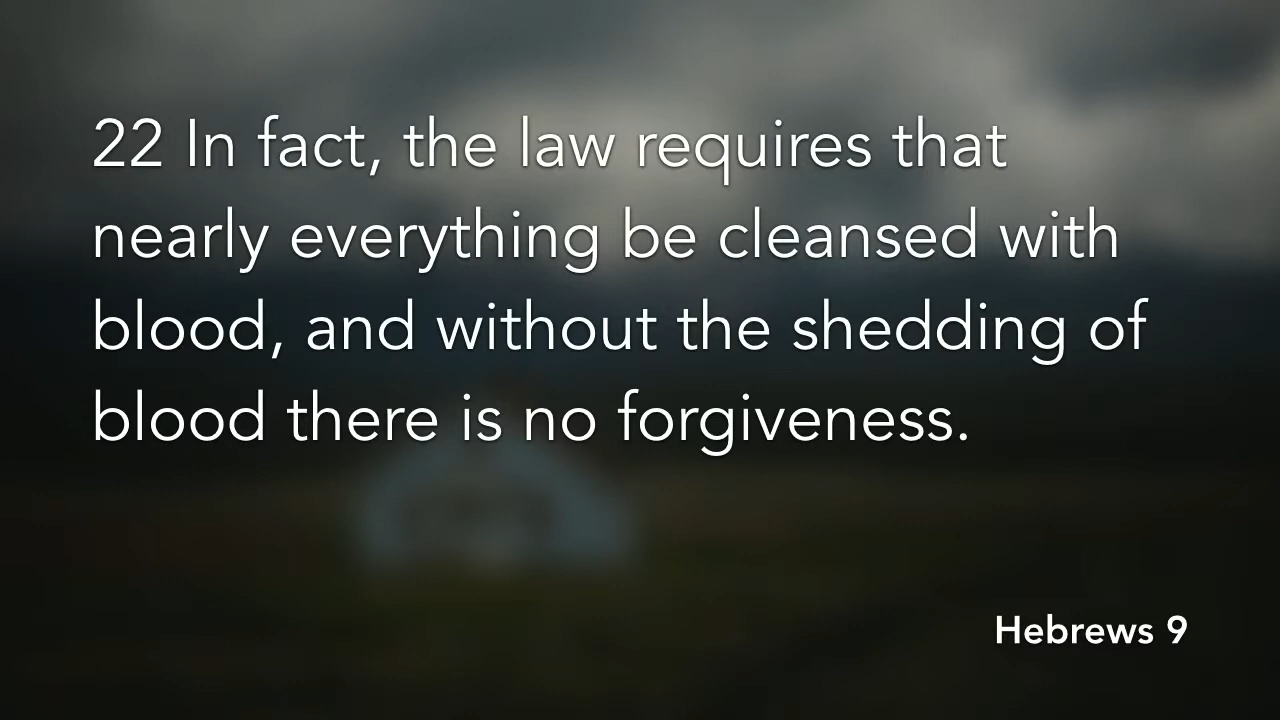 22 In fact, the law requires that
nearly everything be cleansed with
blood, and without the shedding of
blood there is no forgiveness.
Hebrews 9